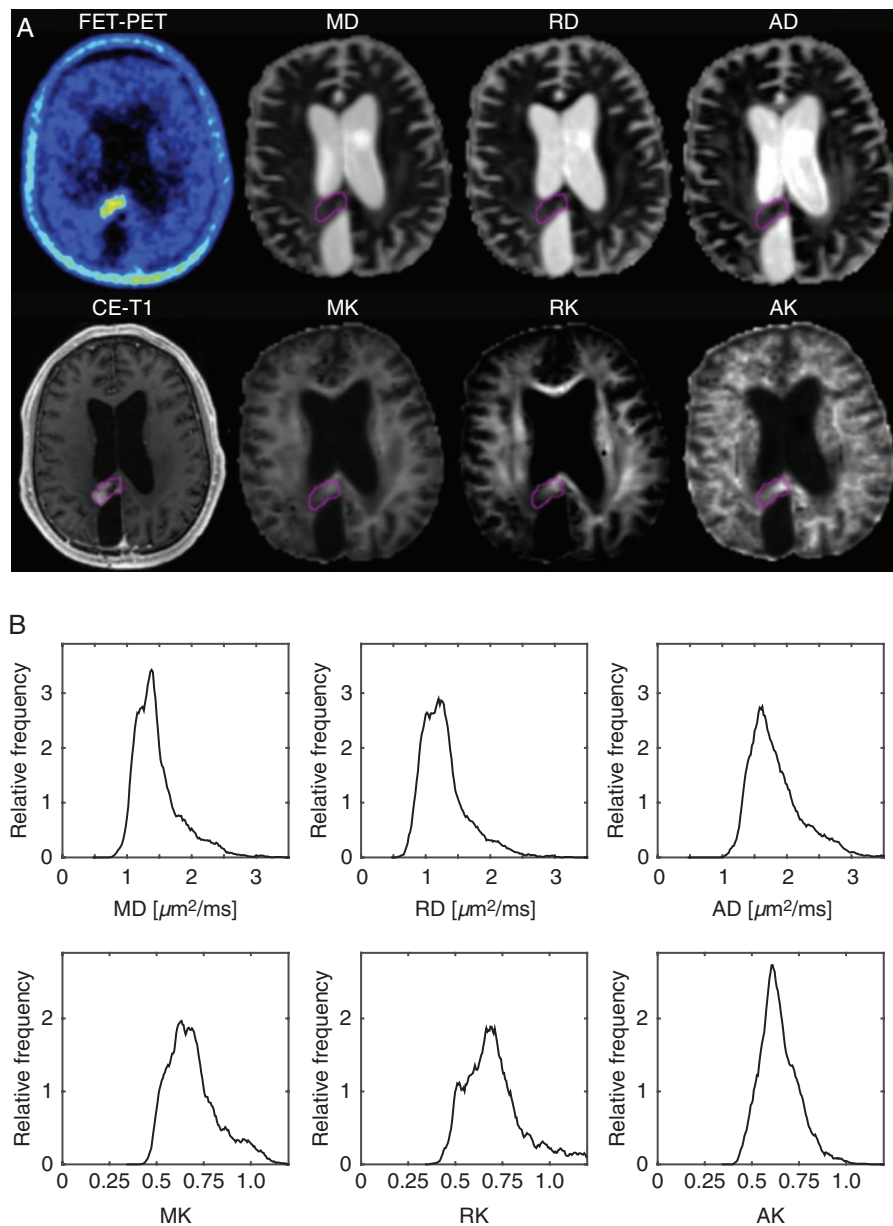 A
FET-PET MD RD AD
CE-T1 MK RK AK
B
Relative frequency
3
2
1
0
0 1 2 3
MD [µm²/ms]
Relative frequency
3
2
1
0
0 1 2 3
RD [µm²/ms]
Relative frequency
3
2
1
0
0 1 2 3
AD [µm²/ms]
Relative frequency
2
1
0
0 0.25 0.5 0.75 1.0
MK
Relative frequency
2
1
0
0 0.25 0.5 0.75 1.0
RK
Relative frequency
2
1
0
0 0.25 0.5 0.75 1.0
AK